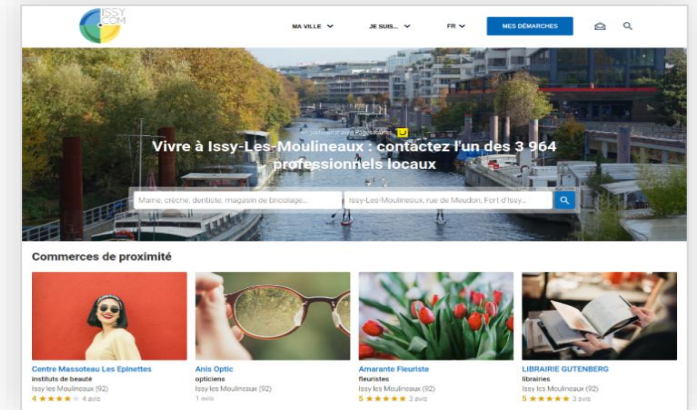 ISSY
.COM
MA VILLE
JE SUIS...
FR
MES DÉMARCHES
Vivre à Issy-Les-Moulineaux : contactez l'un des 3 964
professionnels locaux
Mairie, crèche, dentiste, magasin de bricolage...
Issy-Les-Moulineaux, rue de Meudon, Fort d'Issy...
Commerces de proximité
Centre Massoteau Les Epinettes
instituts de beauté
Issy les Moulineaux (92)
4 ★★★★★ 4 avis
Anis Optic
opticiens
Issy les Moulineaux (92)
1 avis
Amarante Fleuriste
fleuristes
Issy les Moulineaux (92)
5 ★★★★★ 3 avis
LIBRAIRIE GUTENBERG
librairies
Issy les Moulineaux (92)
5 ★★★★★ 3 avis